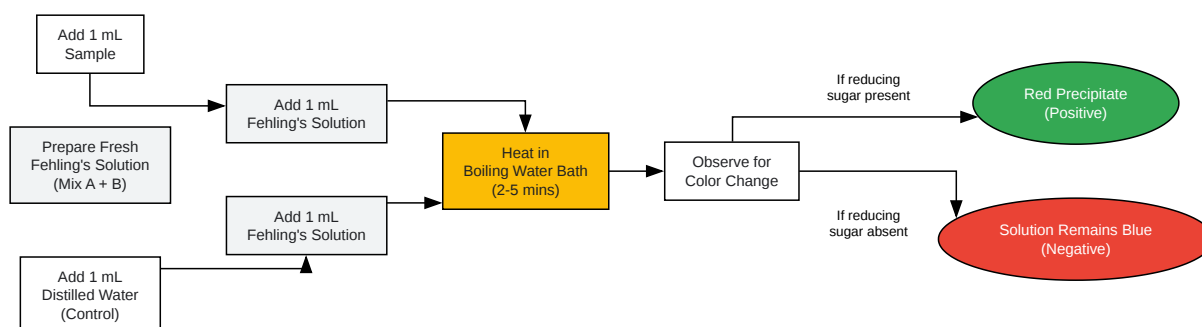 Add 1 mL
Sample
Prepare Fresh
Fehling's Solution
(Mix A + B)
Add 1 mL
Distilled Water
(Control)
Add 1 mL
Fehling's Solution
Add 1 mL
Fehling's Solution
Heat in
Boiling Water Bath
(2-5 mins)
Observe for
Color Change
If reducing
sugar present
If reducing
sugar absent
Red Precipitate
(Positive)
Solution Remains Blue
(Negative)